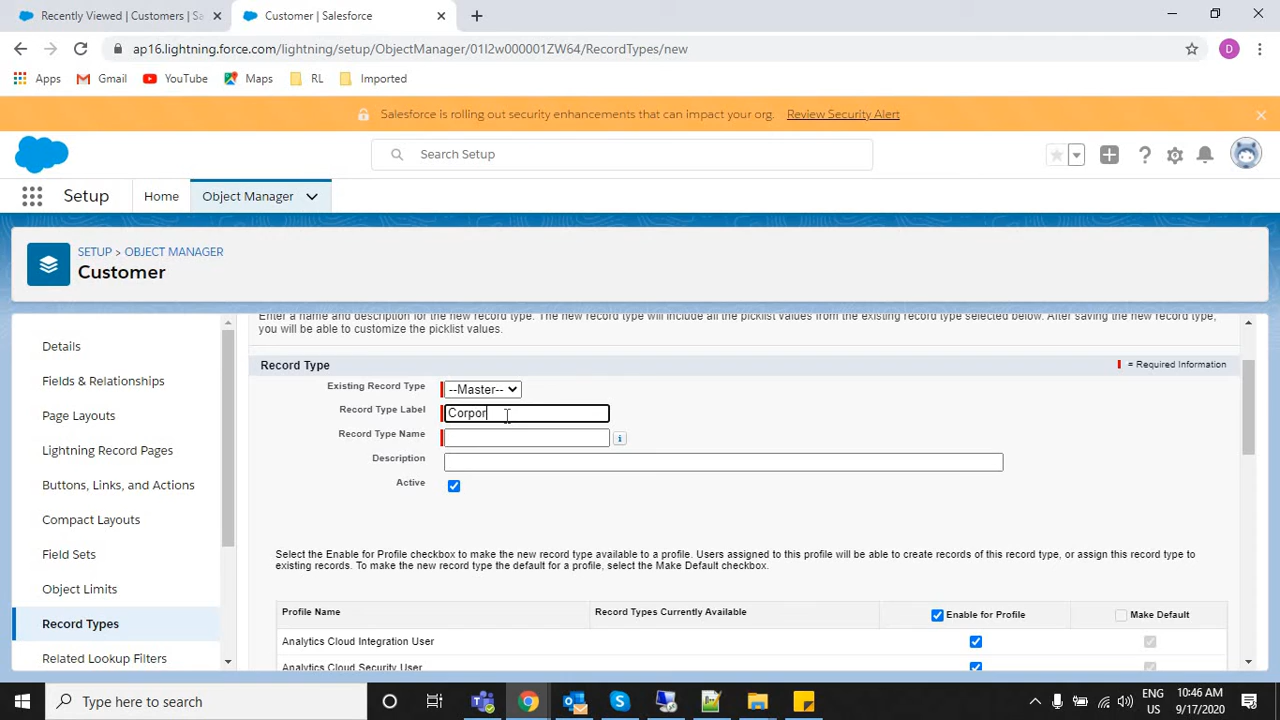 Recently Viewed | Customers | Sa
Customer | Salesforce
ap16.lightning.force.com/lightning/setup/ObjectManager/01I2w000001ZW64/RecordTypes/new
D
Apps
Gmail
YouTube
Maps
RL
Imported
Salesforce is rolling out security enhancements that can impact your org. Review Security Alert
Search Setup
Setup
Home
Object Manager
SETUP > OBJECT MANAGER
Customer
Details
Fields & Relationships
Page Layouts
Lightning Record Pages
Buttons, Links, and Actions
Compact Layouts
Field Sets
Object Limits
Record Types
Related Lookup Filters
Enter a name and description for the new record type. The new record type will include all the picklist values from the existing record type selected below. After saving the new record type,
you will be able to customize the picklist values.
Record Type
= Required Information
Existing Record Type --Master--
Record Type Label Corpor
Record Type Name
Description
Active
Select the Enable for Profile checkbox to make the new record type available to a profile. Users assigned to this profile will be able to create records of this record type, or assign this record type to
existing records. To make the new record type the default for a profile, select the Make Default checkbox.
Profile Name Record Types Currently Available Enable for Profile Make Default
Analytics Cloud Integration User
Analytics Cloud Security User
Type here to search
ENG
US
10:46 AM
9/17/2020